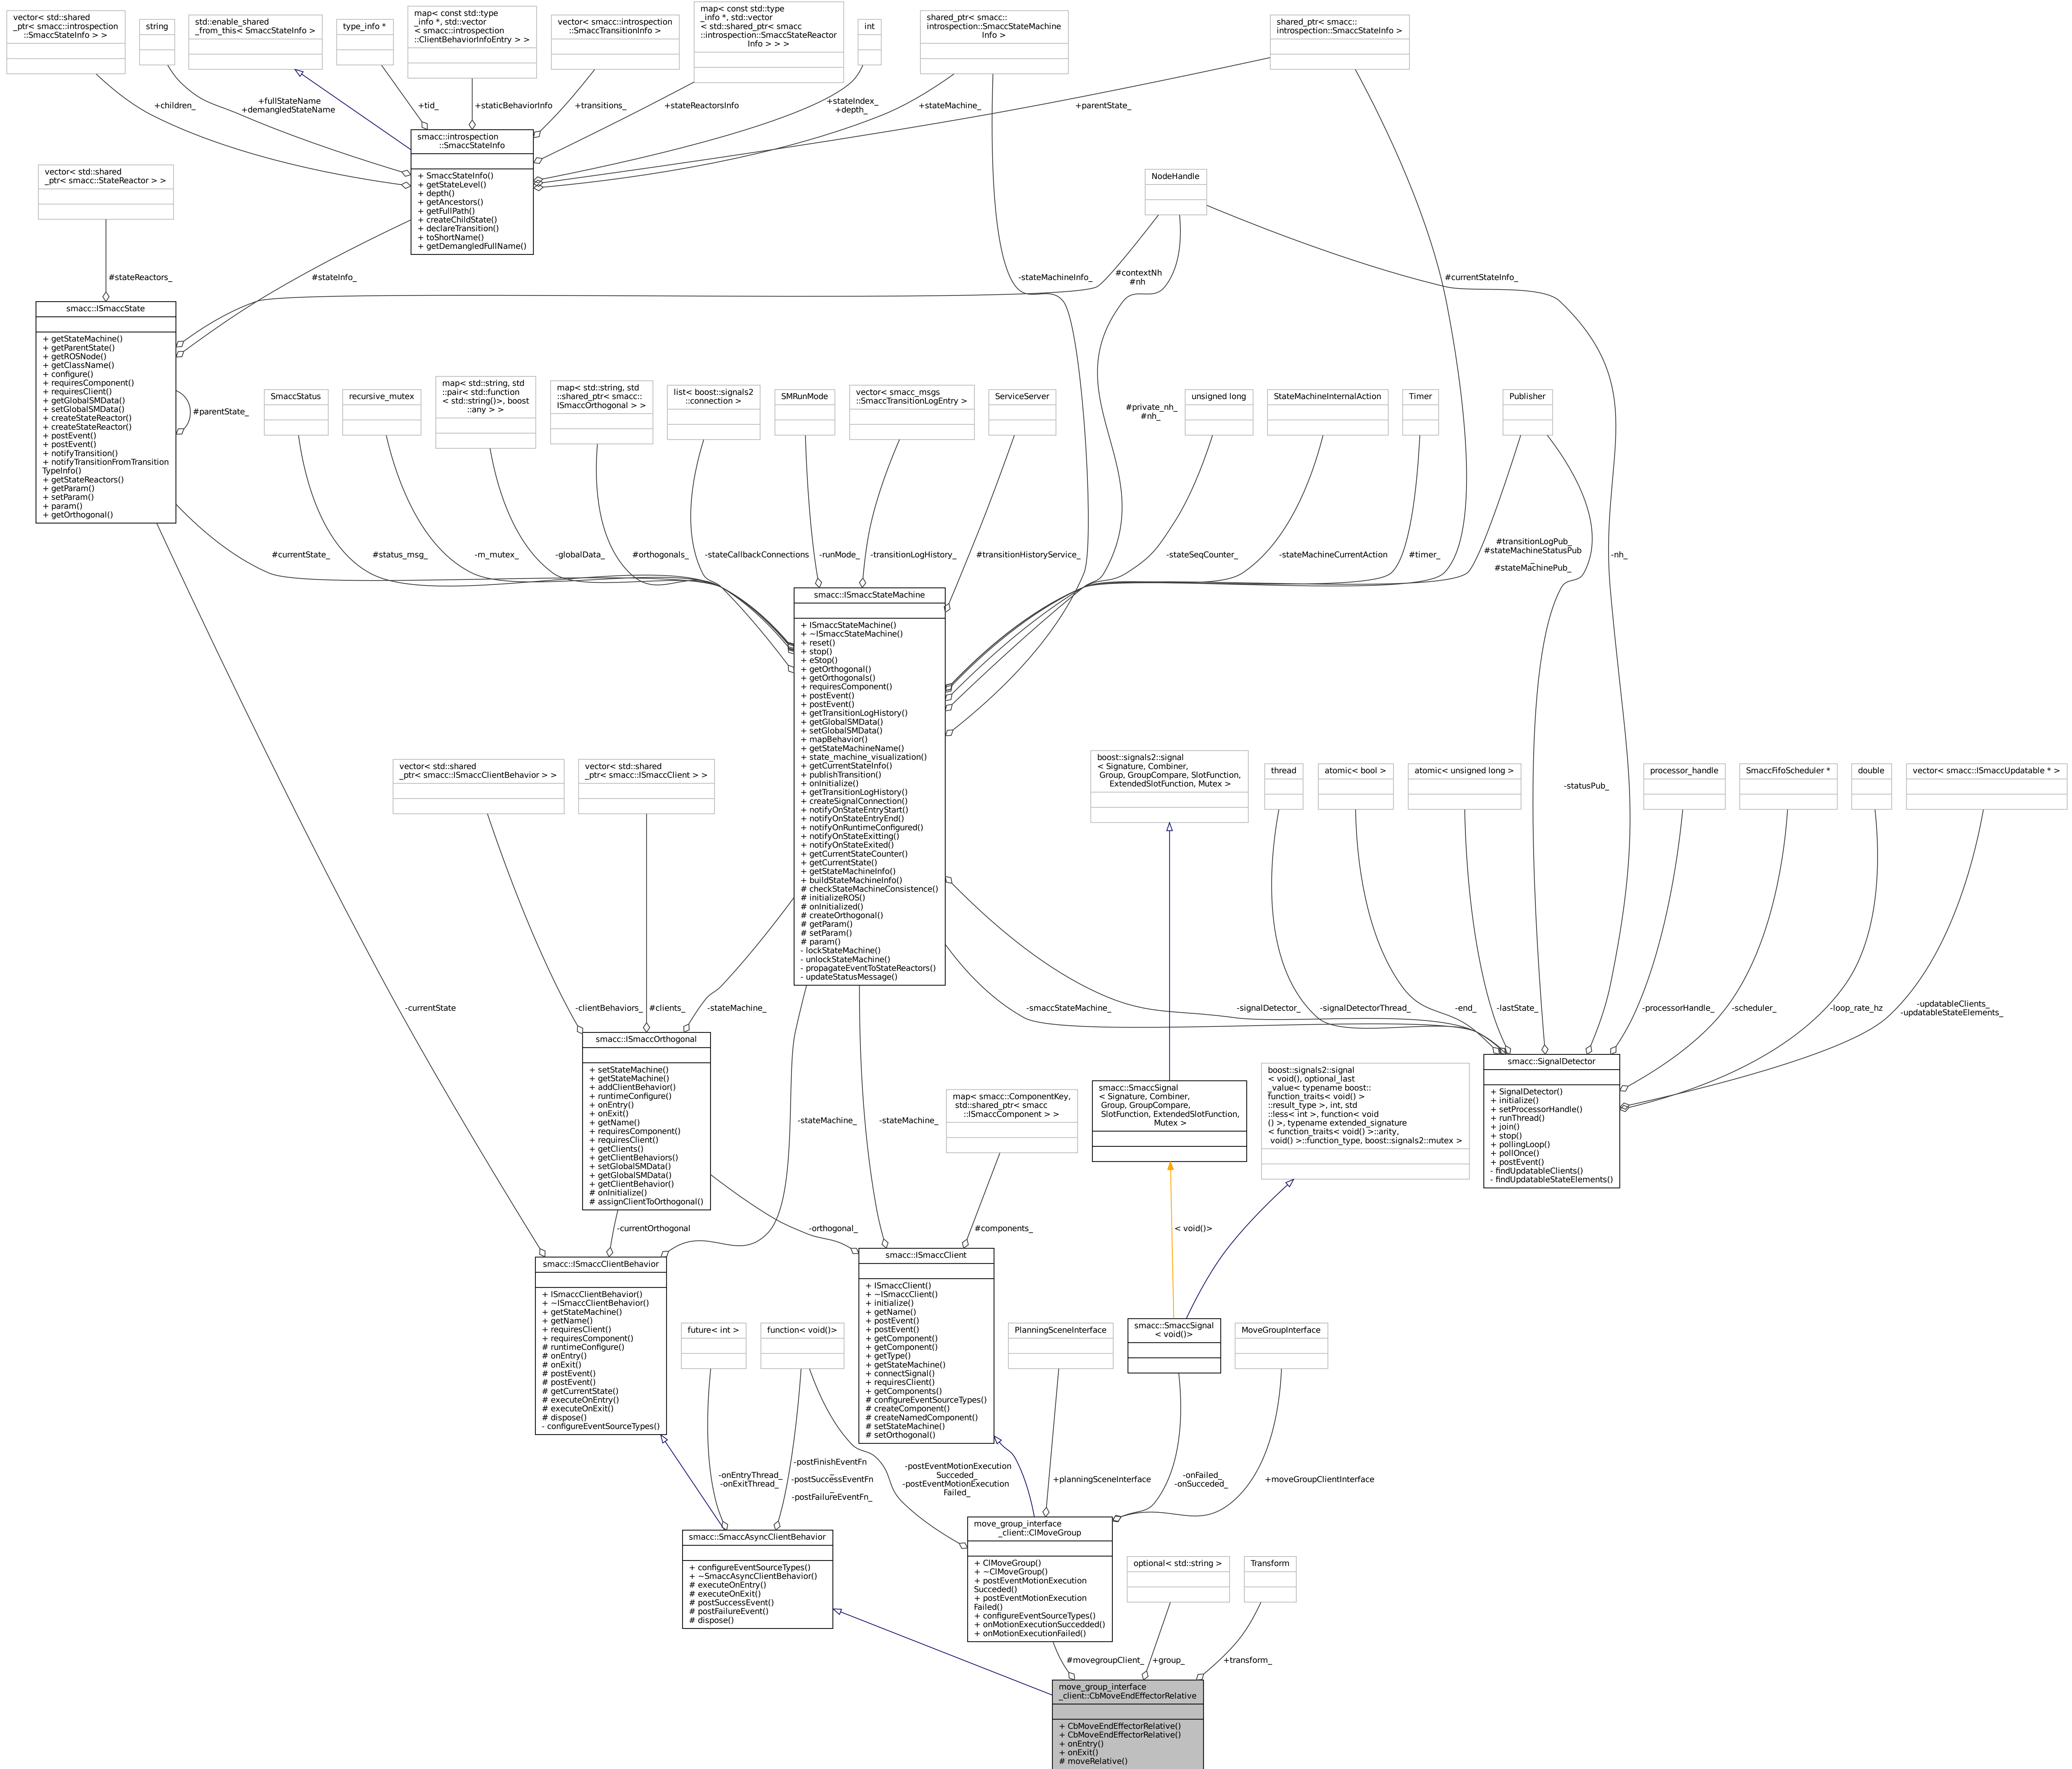 vector< std::shared
_ptr< smacc::introspection
::SmaccStateInfo > >
string
std::enable_shared
_from_this< SmaccStateInfo >
type_info *
map< const std::type
_info *, std::vector
< smacc::introspection
::ClientBehaviorInfoEntry > >
vector< smacc::introspection
::SmaccTransitionInfo >
map< const std::type
_info *, std::vector
< std::shared_ptr< smacc
::introspection::SmaccStateReactor
Info > > >
int
shared_ptr< smacc::
introspection::SmaccStateMachine
Info >
shared_ptr< smacc::
introspection::SmaccStateInfo >
+children_
+fullStateName
+demangledStateName
+tid_
+staticBehaviorInfo
+transitions_
+stateReactorsInfo
+stateIndex_
+depth_
+stateMachine_
+parentState_
smacc::introspection
::SmaccStateInfo
+ SmaccStateInfo()
+ getStateLevel()
+ depth()
+ getAncestors()
+ getFullPath()
+ createChildState()
+ declareTransition()
+ toShortName()
+ getDemangledFullName()
vector< std::shared
_ptr< smacc::StateReactor > >
NodeHandle
#stateReactors_
#stateInfo_
-stateMachineInfo_
#contextNh
#nh
#currentStateInfo_
smacc::ISmaccState
+ getStateMachine()
+ getParentState()
+ getROSNode()
+ getClassName()
+ configure()
+ requiresComponent()
+ requiresClient()
+ getGlobalSMData()
+ setGlobalSMData()
+ createStateReactor()
+ createStateReactor()
+ postEvent()
+ postEvent()
+ notifyTransition()
+ notifyTransitionFromTransition
TypeInfo()
+ getStateReactors()
+ getParam()
+ setParam()
+ param()
+ getOrthogonal()
#parentState_
SmaccStatus
recursive_mutex
map< std::string, std
::pair< std::function
< std::string()>, boost
::any > >
map< std::string, std
::shared_ptr< smacc::
ISmaccOrthogonal > >
list< boost::signals2
::connection >
SMRunMode
vector< smacc_msgs
::SmaccTransitionLogEntry >
ServiceServer
#private_nh_
#nh_
unsigned long
StateMachineInternalAction
Timer
Publisher
#currentState_
#status_msg_
-m_mutex_
-globalData_
#orthogonals_
-stateCallbackConnections
-runMode_
-transitionLogHistory_
#transitionHistoryService_
-stateSeqCounter_
-stateMachineCurrentAction
#timer_
#transitionLogPub_
#stateMachineStatusPub
_
#stateMachinePub_
-nh_
smacc::ISmaccStateMachine
+ ISmaccStateMachine()
+ ~ISmaccStateMachine()
+ reset()
+ stop()
+ eStop()
+ getOrthogonal()
+ getOrthogonals()
+ requiresComponent()
+ postEvent()
+ postEvent()
+ getTransitionLogHistory()
+ getGlobalSMData()
+ setGlobalSMData()
+ mapBehavior()
+ getStateMachineName()
+ state_machine_visualization()
+ getCurrentStateInfo()
+ publishTransition()
+ onInitialize()
+ getTransitionLogHistory()
+ createSignalConnection()
+ notifyOnStateEntryStart()
+ notifyOnStateEntryEnd()
+ notifyOnRuntimeConfigured()
+ notifyOnStateExitting()
+ notifyOnStateExited()
+ getCurrentStateCounter()
+ getCurrentState()
+ getStateMachineInfo()
+ buildStateMachineInfo()
# checkStateMachineConsistence()
# initializeROS()
# onInitialized()
# createOrthogonal()
# getParam()
# setParam()
# param()
- lockStateMachine()
- unlockStateMachine()
- propagateEventToStateReactors()
- updateStatusMessage()
vector< std::shared
_ptr< smacc::ISmaccClientBehavior > >
vector< std::shared
_ptr< smacc::ISmaccClient > >
boost::signals2::signal
< Signature, Combiner,
Group, GroupCompare, SlotFunction,
ExtendedSlotFunction, Mutex >
thread
atomic< bool >
atomic< unsigned long >
-statusPub_
processor_handle
SmaccFifoScheduler *
double
vector< smacc::ISmaccUpdatable * >
-currentState
-clientBehaviors_
#clients_
-stateMachine_
-smaccStateMachine_
-signalDetector_
-signalDetectorThread_
-end_
-lastState_
-processorHandle_
-scheduler_
-loop_rate_hz
-updatableClients_
-updatableStateElements_
smacc::ISmaccOrthogonal
+ setStateMachine()
+ getStateMachine()
+ addClientBehavior()
+ runtimeConfigure()
+ onEntry()
+ onExit()
+ getName()
+ requiresComponent()
+ requiresClient()
+ getClients()
+ getClientBehaviors()
+ setGlobalSMData()
+ getGlobalSMData()
+ getClientBehavior()
# onInitialize()
# assignClientToOrthogonal()
-stateMachine_
-stateMachine_
map< smacc::ComponentKey,
std::shared_ptr< smacc
::ISmaccComponent > >
smacc::SmaccSignal
< Signature, Combiner,
Group, GroupCompare,
SlotFunction, ExtendedSlotFunction,
Mutex >
boost::signals2::signal
< void(), optional_last
_value< typename boost::
function_traits< void() >
::result_type >, int, std
::less< int >, function< void
() >, typename extended_signature
< function_traits< void() >::arity,
void() >::function_type, boost::signals2::mutex >
smacc::SignalDetector
+ SignalDetector()
+ initialize()
+ setProcessorHandle()
+ runThread()
+ join()
+ stop()
+ pollingLoop()
+ pollOnce()
+ postEvent()
- findUpdatableClients()
- findUpdatableStateElements()
-currentOrthogonal
-orthogonal_
#components_
< void()>
smacc::ISmaccClientBehavior
+ ISmaccClientBehavior()
+ ~ISmaccClientBehavior()
+ getStateMachine()
+ getName()
+ requiresClient()
+ requiresComponent()
# runtimeConfigure()
# onEntry()
# onExit()
# postEvent()
# postEvent()
# getCurrentState()
# executeOnEntry()
# executeOnExit()
# dispose()
- configureEventSourceTypes()
smacc::ISmaccClient
+ ISmaccClient()
+ ~ISmaccClient()
+ initialize()
+ getName()
+ postEvent()
+ postEvent()
+ getComponent()
+ getComponent()
+ getType()
+ getStateMachine()
+ connectSignal()
+ requiresClient()
+ getComponents()
# configureEventSourceTypes()
# createComponent()
# createNamedComponent()
# setStateMachine()
# setOrthogonal()
future< int >
function< void()>
PlanningSceneInterface
smacc::SmaccSignal
< void()>
MoveGroupInterface
-onEntryThread_
-onExitThread_
-postFinishEventFn
_
-postSuccessEventFn
_
-postFailureEventFn_
-postEventMotionExecution
Succeded_
-postEventMotionExecution
Failed_
+planningSceneInterface
-onFailed_
-onSucceded_
+moveGroupClientInterface
smacc::SmaccAsyncClientBehavior
+ configureEventSourceTypes()
+ ~SmaccAsyncClientBehavior()
# executeOnEntry()
# executeOnExit()
# postSuccessEvent()
# postFailureEvent()
# dispose()
move_group_interface
_client::ClMoveGroup
+ ClMoveGroup()
+ ~ClMoveGroup()
+ postEventMotionExecution
Succeded()
+ postEventMotionExecution
Failed()
+ configureEventSourceTypes()
+ onMotionExecutionSuccedded()
+ onMotionExecutionFailed()
optional< std::string >
Transform
#movegroupClient_
+group_
+transform_
move_group_interface
_client::CbMoveEndEffectorRelative
+ CbMoveEndEffectorRelative()
+ CbMoveEndEffectorRelative()
+ onEntry()
+ onExit()
# moveRelative()